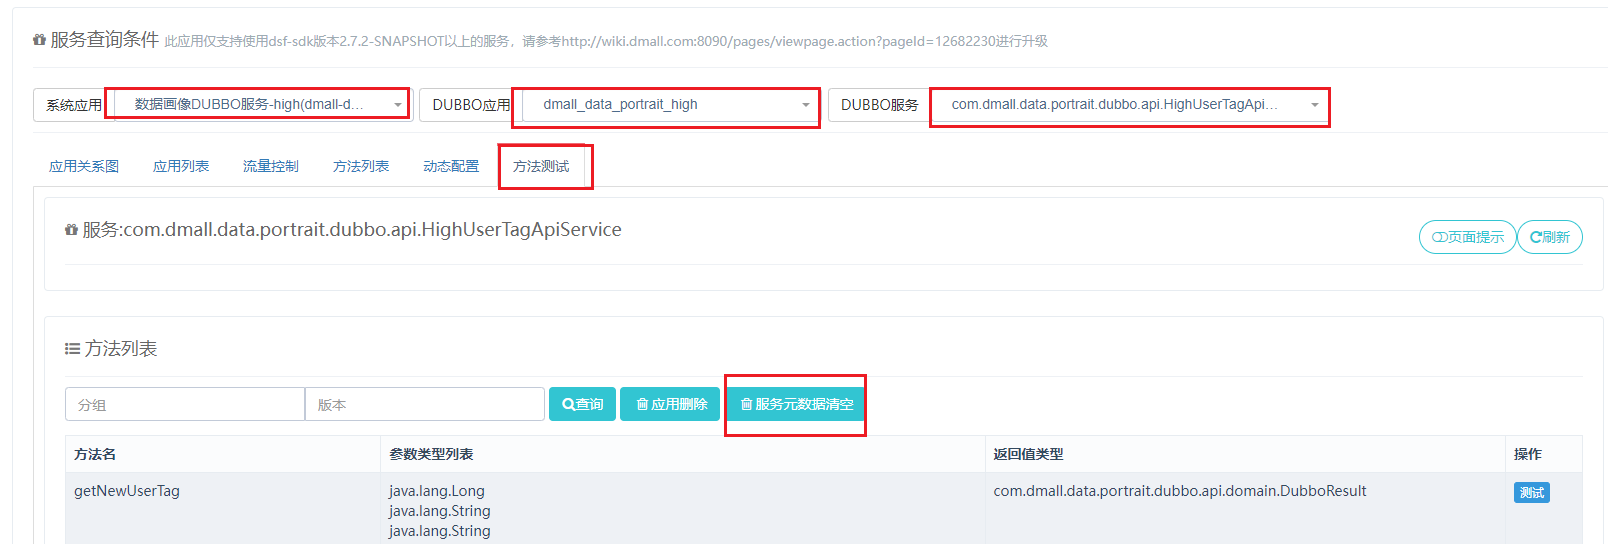 服务查询条件 此应用仅支持使用dsf-sdk版本2.7.2-SNAPSHOT以上的服务，请参考http://wiki.dmall.com:8090/pages/viewpage.action?pageId=12682230进行升级
系统应用 数据画像DUBBO服务-high(dmall-d... DUBBO应用 dmall_data_portrait_high DUBBO服务 com.dmall.data.portrait.dubbo.api.HighUserTagApi...
应用关系图 应用列表 流量控制 方法列表 动态配置 方法测试
服务:com.dmall.data.portrait.dubbo.api.HighUserTagApiService
页面提示 刷新
方法列表
分组 版本 查询 应用删除 服务元数据清空
方法名 参数类型列表 返回值类型 操作
getNewUserTag java.lang.Long com.dmall.data.portrait.dubbo.api.domain.DubboResult 测试
java.lang.String
java.lang.String